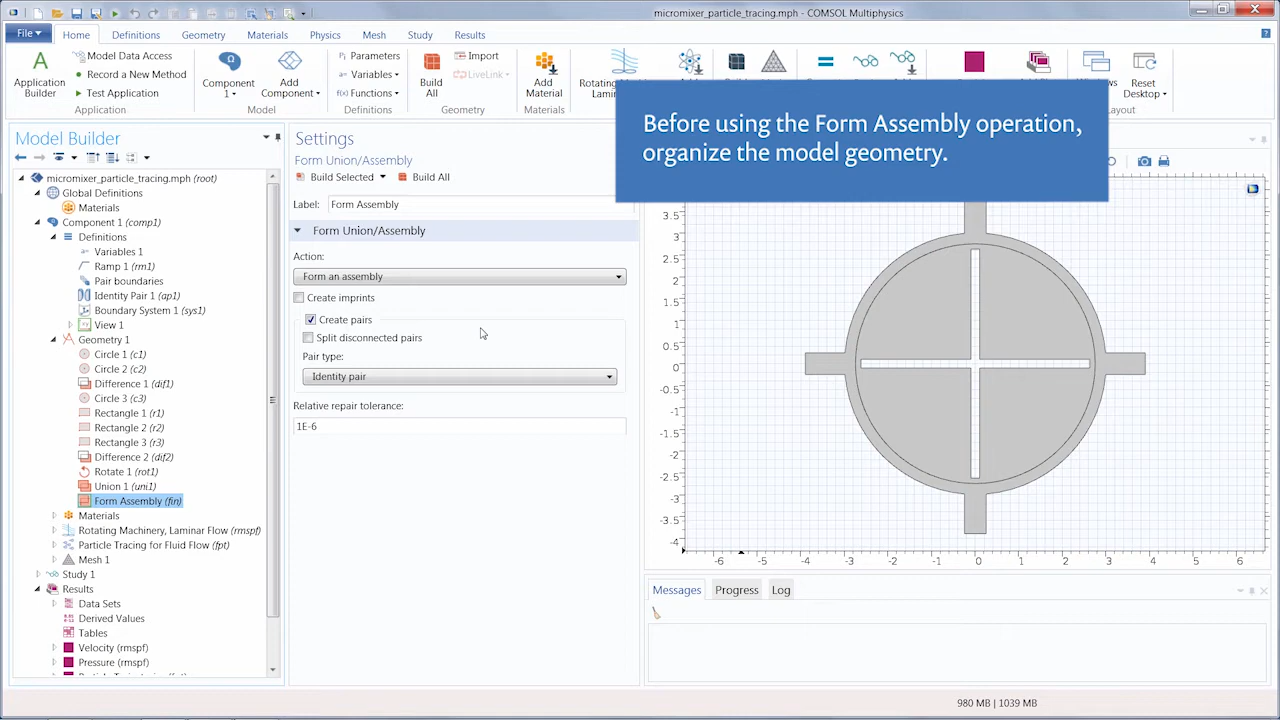 micromixer_particle_tracing.mph - COMSOL Multiphysics
File
Home
Definitions
Geometry
Materials
Physics
Mesh
Study
Results
Application
Builder
Model Data Access
Record a New Method
Test Application
Application
Component
1
Add
Component
Model
Parameters
Variables
f(x) Functions
Definitions
Build
All
Import
LiveLink
Geometry
Add
Material
Materials
Reset
Desktop
Before using the Form Assembly operation,
organize the model geometry.
Model Builder
micromixer_particle_tracing.mph (root)
Global Definitions
Materials
Component 1 (comp1)
Definitions
Variables 1
Ramp 1 (rm1)
Pair boundaries
Identity Pair 1 (ap1)
Boundary System 1 (sys1)
View 1
Geometry 1
Circle 1 (c1)
Circle 2 (c2)
Difference 1 (dif1)
Circle 3 (c3)
Rectangle 1 (r1)
Rectangle 2 (r2)
Rectangle 3 (r3)
Difference 2 (dif2)
Rotate 1 (rot1)
Union 1 (uni1)
Form Assembly (fin)
Materials
Rotating Machinery, Laminar Flow (rmspf)
Particle Tracing for Fluid Flow (fpt)
Mesh 1
Study 1
Results
Data Sets
Derived Values
Tables
Velocity (rmspf)
Pressure (rmspf)
Settings
Form Union/Assembly
Build Selected
Build All
Label: Form Assembly
Form Union/Assembly
Action:
Form an assembly
Create imprints
Create pairs
Split disconnected pairs
Pair type:
Identity pair
Relative repair tolerance:
1E-6
3.5
3
2.5
2
1.5
1
0.5
0
-0.5
-1
-1.5
-2
-2.5
-3
-3.5
-4
-6 -5 -4 -3 -2 -1 0 1 2 3 4 5 6
Messages
Progress
Log
980 MB | 1039 MB